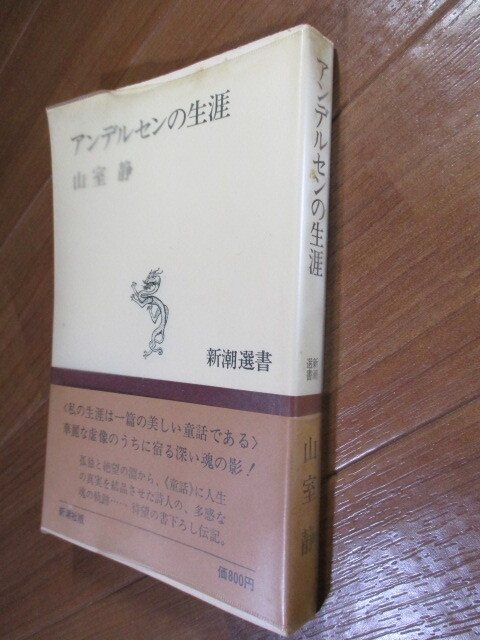 アンデルセンの生涯
山室 静
新潮選書
〈私の生涯は一篇の美しい童話である〉
華麗な虚像のうちに宿る深い魂の影!
孤独と絶望の淵から、《童話》に人生
の真実を結晶させた詩人の、多感な
魂の軌跡——待望の書下ろし伝記。
新潮社版
価800円
アンデルセンの生涯
新潮
選書
山室 静